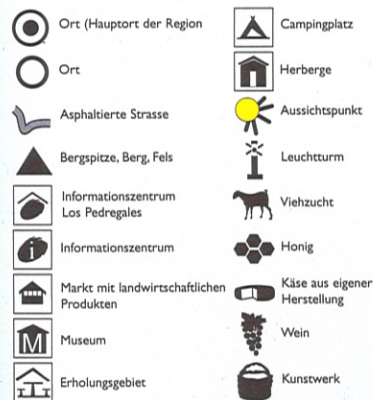 Ort (Hauptort der Region
Ort
Asphaltierte Strasse
Bergspitze, Berg, Fels
Informationszentrum
Los Pedregales
i
Informationszentrum
Markt mit landwirtschaftlichen
Produkten
M
Museum
Erholungsgebiet
Campingplatz
Herberge
Aussichtspunkt
Leuchtturm
Viehzucht
Honig
Käse aus eigener
Herstellung
Wein
Kunstwerk